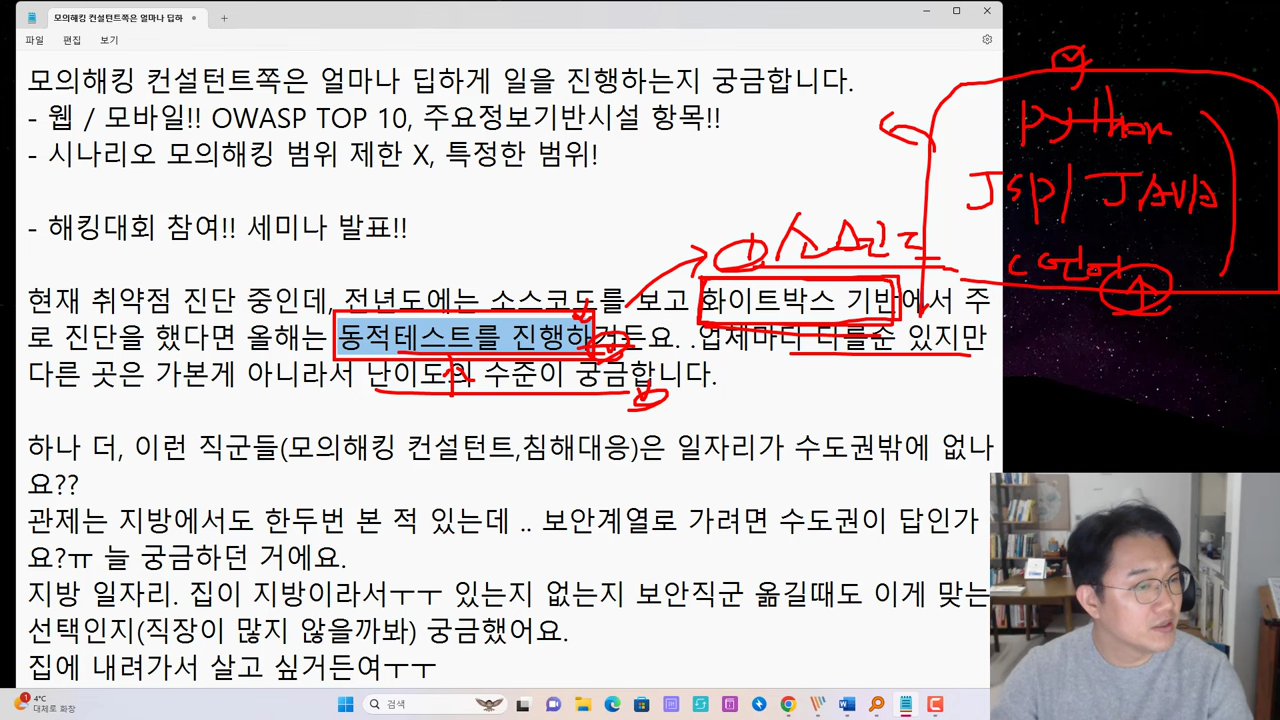 모의해킹 컨설턴트쪽은 얼마나 딥하
파일 편집 보기
모의해킹 컨설턴트쪽은 얼마나 딥하게 일을 진행하는지 궁금합니다.
- 웹 / 모바일!! OWASP TOP 10, 주요정보기반시설 항목!!
- 시나리오 모의해킹 범위 제한 X, 특정한 범위!
- 해킹대회 참여!! 세미나 발표!!
현재 취약점 진단 중인데, 전년도에는 소스코드를 보고 화이트박스 기반에서 주
로 진단을 했다면 올해는 동적테스트를 진행하거든요. .업체마다 다를순 있지만
다른 곳은 가본게 아니라서 난이도의 수준이 궁금합니다.
하나 더, 이런 직군들(모의해킹 컨설턴트,침해대응)은 일자리가 수도권밖에 없나
요??
관제는 지방에서도 한두번 본 적 있는데 .. 보안계열로 가려면 수도권이 답인가
요?ㅠ 늘 궁금하던 거에요.
지방 일자리. 집이 지방이라서ㅜㅜ 있는지 없는지 보안직군 옮길때도 이게 맞는
선택인지(직장이 많지 않을까봐) 궁금했어요.
집에 내려가서 살고 싶거든여ㅜㅜ
python
JSP/ JAVA
C언어
① 소스코드
1
4°C
대체로 화창
검색